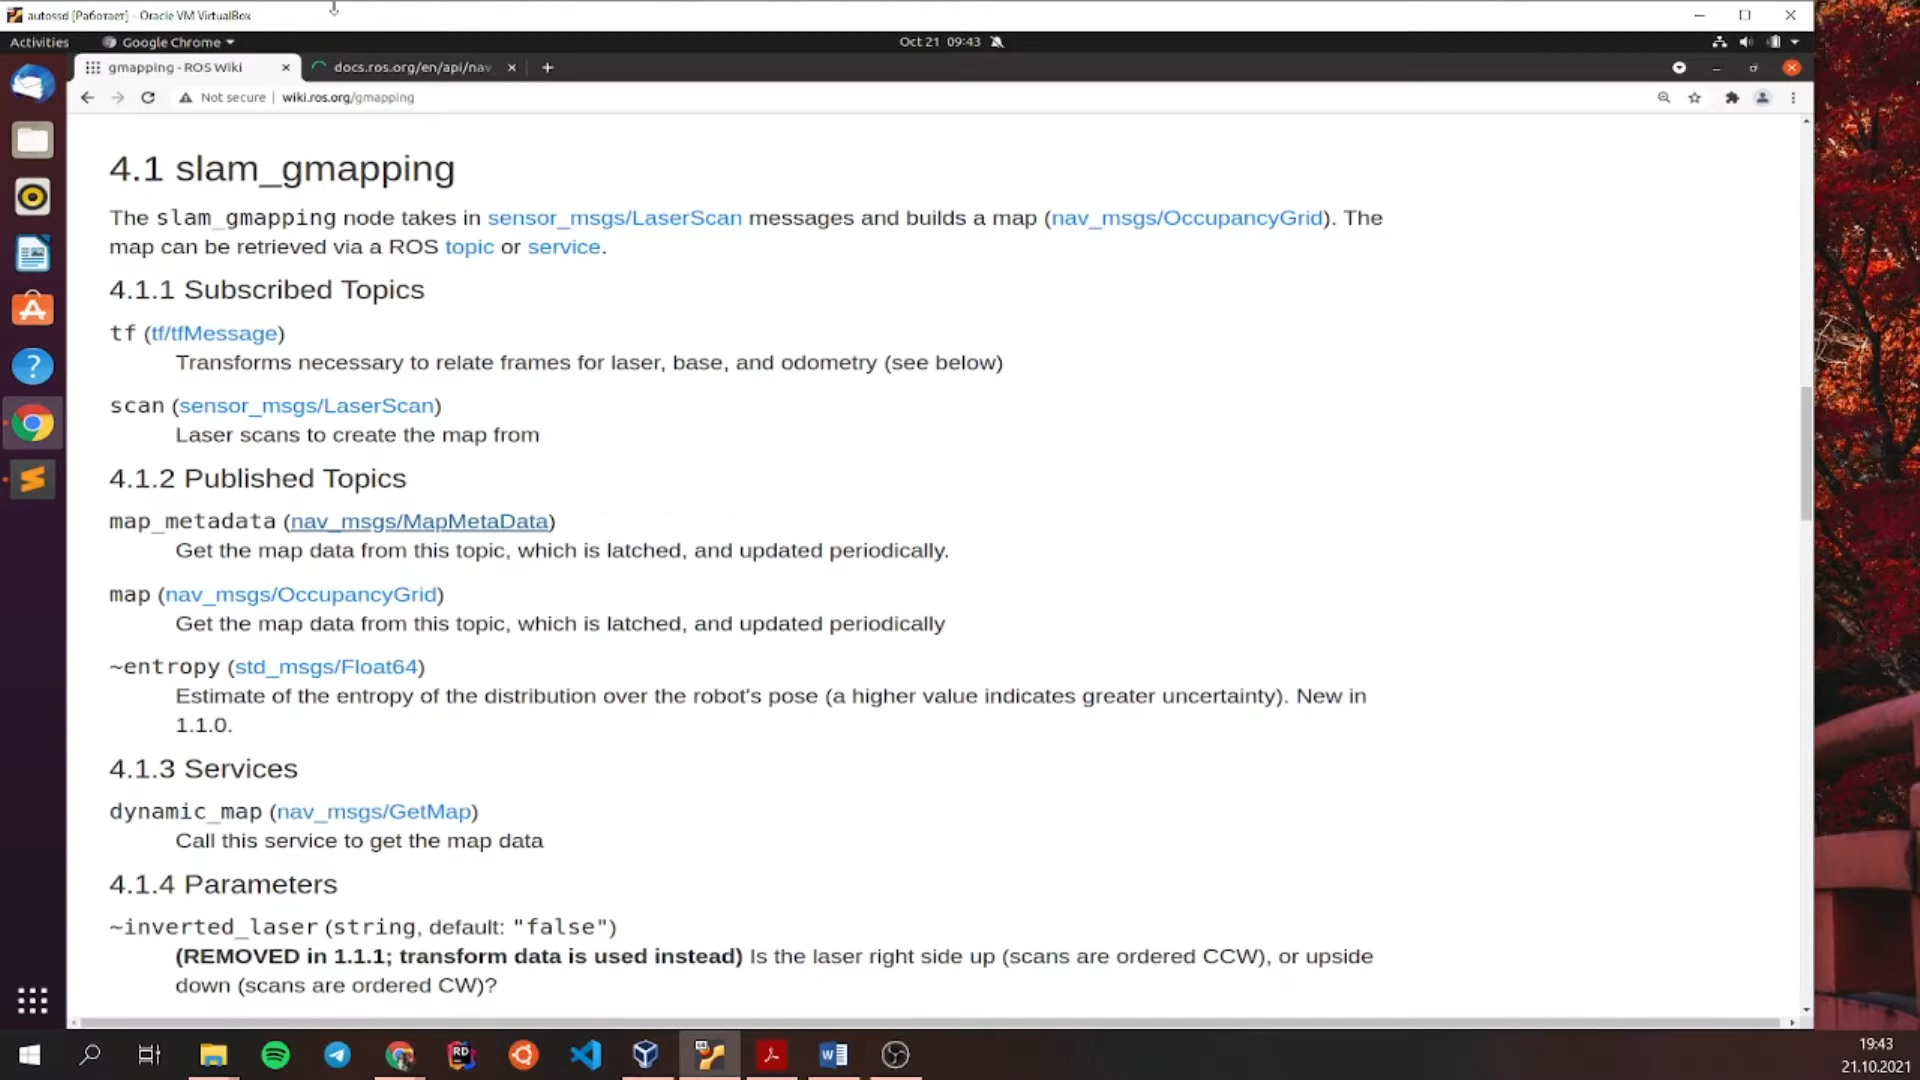 autossd [Работает] - Oracle VM VirtualBox
Activities
Google Chrome
Oct 21 09:43
gmapping - ROS Wiki
docs.ros.org/en/api/nav
Not secure | wiki.ros.org/gmapping
4.1 slam_gmapping
The slam_gmapping node takes in sensor_msgs/LaserScan messages and builds a map (nav_msgs/OccupancyGrid). The
map can be retrieved via a ROS topic or service.
4.1.1 Subscribed Topics
tf (tf/tfMessage)
Transforms necessary to relate frames for laser, base, and odometry (see below)
scan (sensor_msgs/LaserScan)
Laser scans to create the map from
4.1.2 Published Topics
map_metadata (nav_msgs/MapMetaData)
Get the map data from this topic, which is latched, and updated periodically.
map (nav_msgs/OccupancyGrid)
Get the map data from this topic, which is latched, and updated periodically
~entropy (std_msgs/Float64)
Estimate of the entropy of the distribution over the robot's pose (a higher value indicates greater uncertainty). New in
1.1.0.
4.1.3 Services
dynamic_map (nav_msgs/GetMap)
Call this service to get the map data
4.1.4 Parameters
~inverted_laser (string, default: "false")
(REMOVED in 1.1.1; transform data is used instead) Is the laser right side up (scans are ordered CCW), or upside
down (scans are ordered CW)?
19:43
21.10.2021